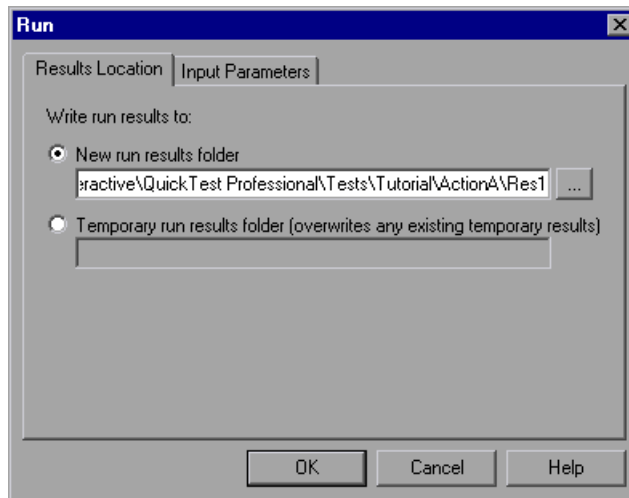 Run
Results Location Input Parameters
Write run results to:
New run results folder
eractive\QuickTest Professional\Tests\Tutorial\ActionA\Res1 ...
Temporary run results folder (overwrites any existing temporary results)
OK Cancel Help